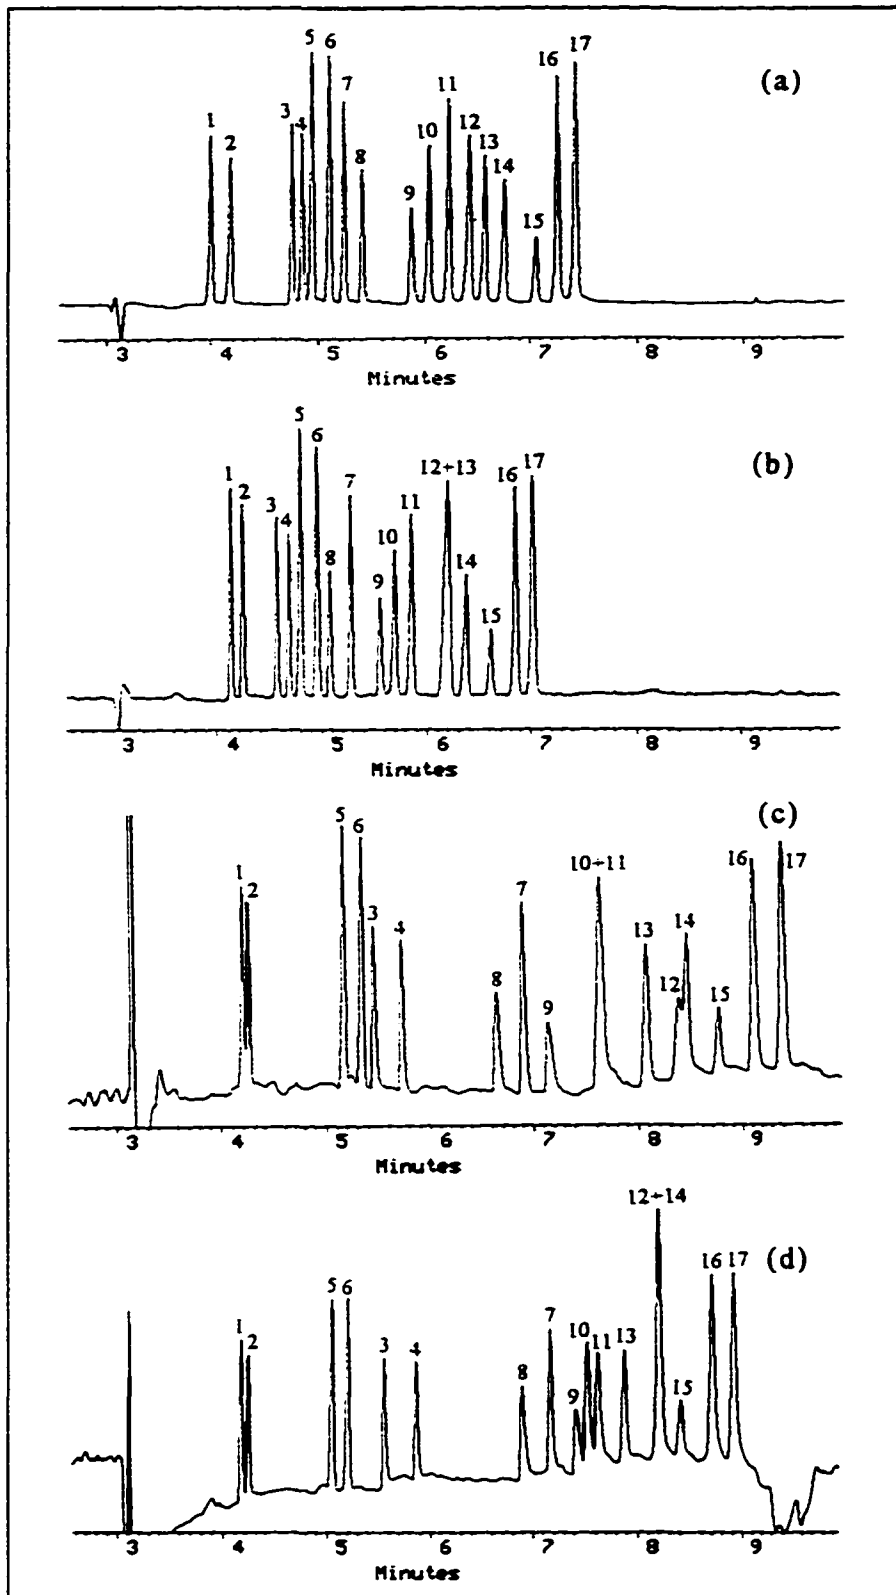 5 6 16 17
(a)
1 2 3 4 7 8 10 11 12 13 14
9 15
3 4 5 6 7 8 9
Minutes
5
6 12+13 16 17
(b)
1 2 3 4 7 11
8 9 10 14
15
3 4 5 6 7 8 9
Minutes
5 6
(c)
1 2 3 4 7 10+11 13 14 16 17
8 9 12 15
3 4 5 6 7 8 9
Minutes
12+14
(d)
5 6 16 17
1 2 3 4 7 10 11 13
8 9 15
3 4 5 6 7 8 9
Minutes